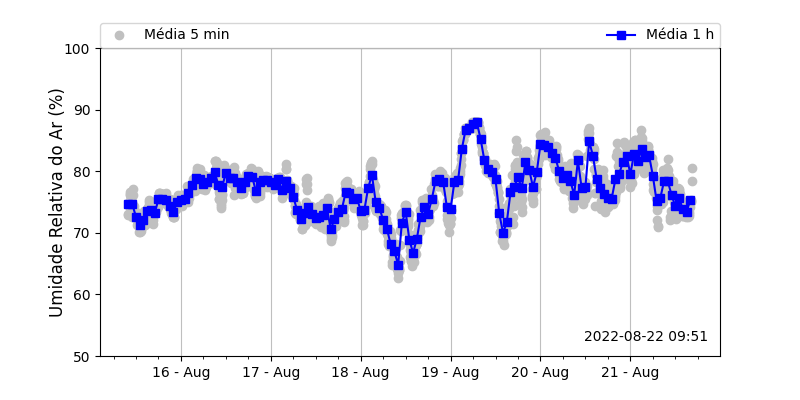 Média 5 min Média 1 h
100
90
80
70
60
50
Umidade Relativa do Ar (%)
2022-08-22 09:51
16 - Aug 17 - Aug 18 - Aug 19 - Aug 20 - Aug 21 - Aug